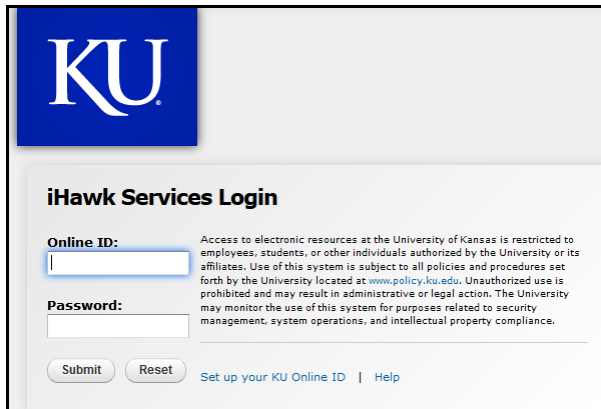 KU
iHawk Services Login
Online ID:
Access to electronic resources at the University of Kansas is restricted to
employees, students, or other individuals authorized by the University or its
affiliates. Use of this system is subject to all policies and procedures set
forth by the University located at www.policy.ku.edu. Unauthorized use is
prohibited and may result in administrative or legal action. The University
may monitor the use of this system for purposes related to security
management, system operations, and intellectual property compliance.
Password:
Submit Reset
Set up your KU Online ID | Help